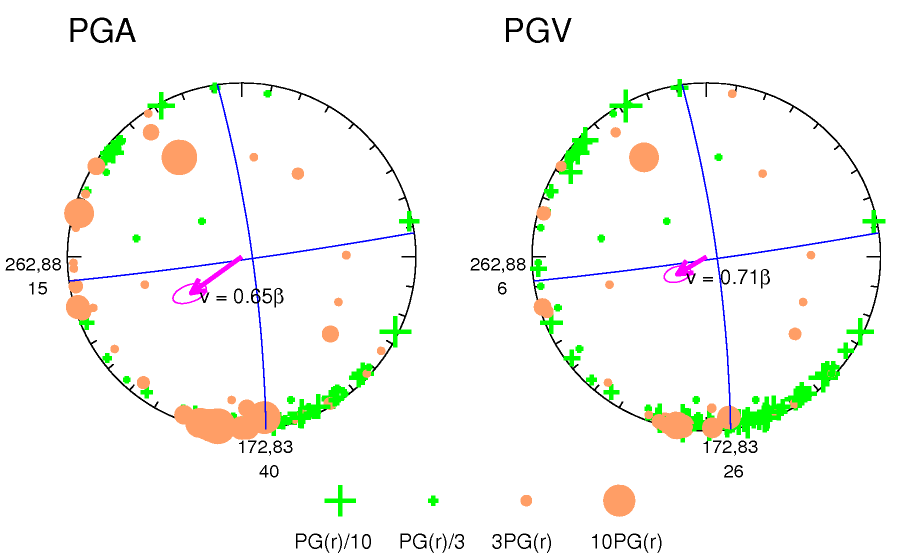 PGA
PGV
262,88
15
v = 0.65β
172,83
40
262,88
6
v = 0.71β
172,83
26
PG(r)/10
PG(r)/3
3PG(r)
10PG(r)